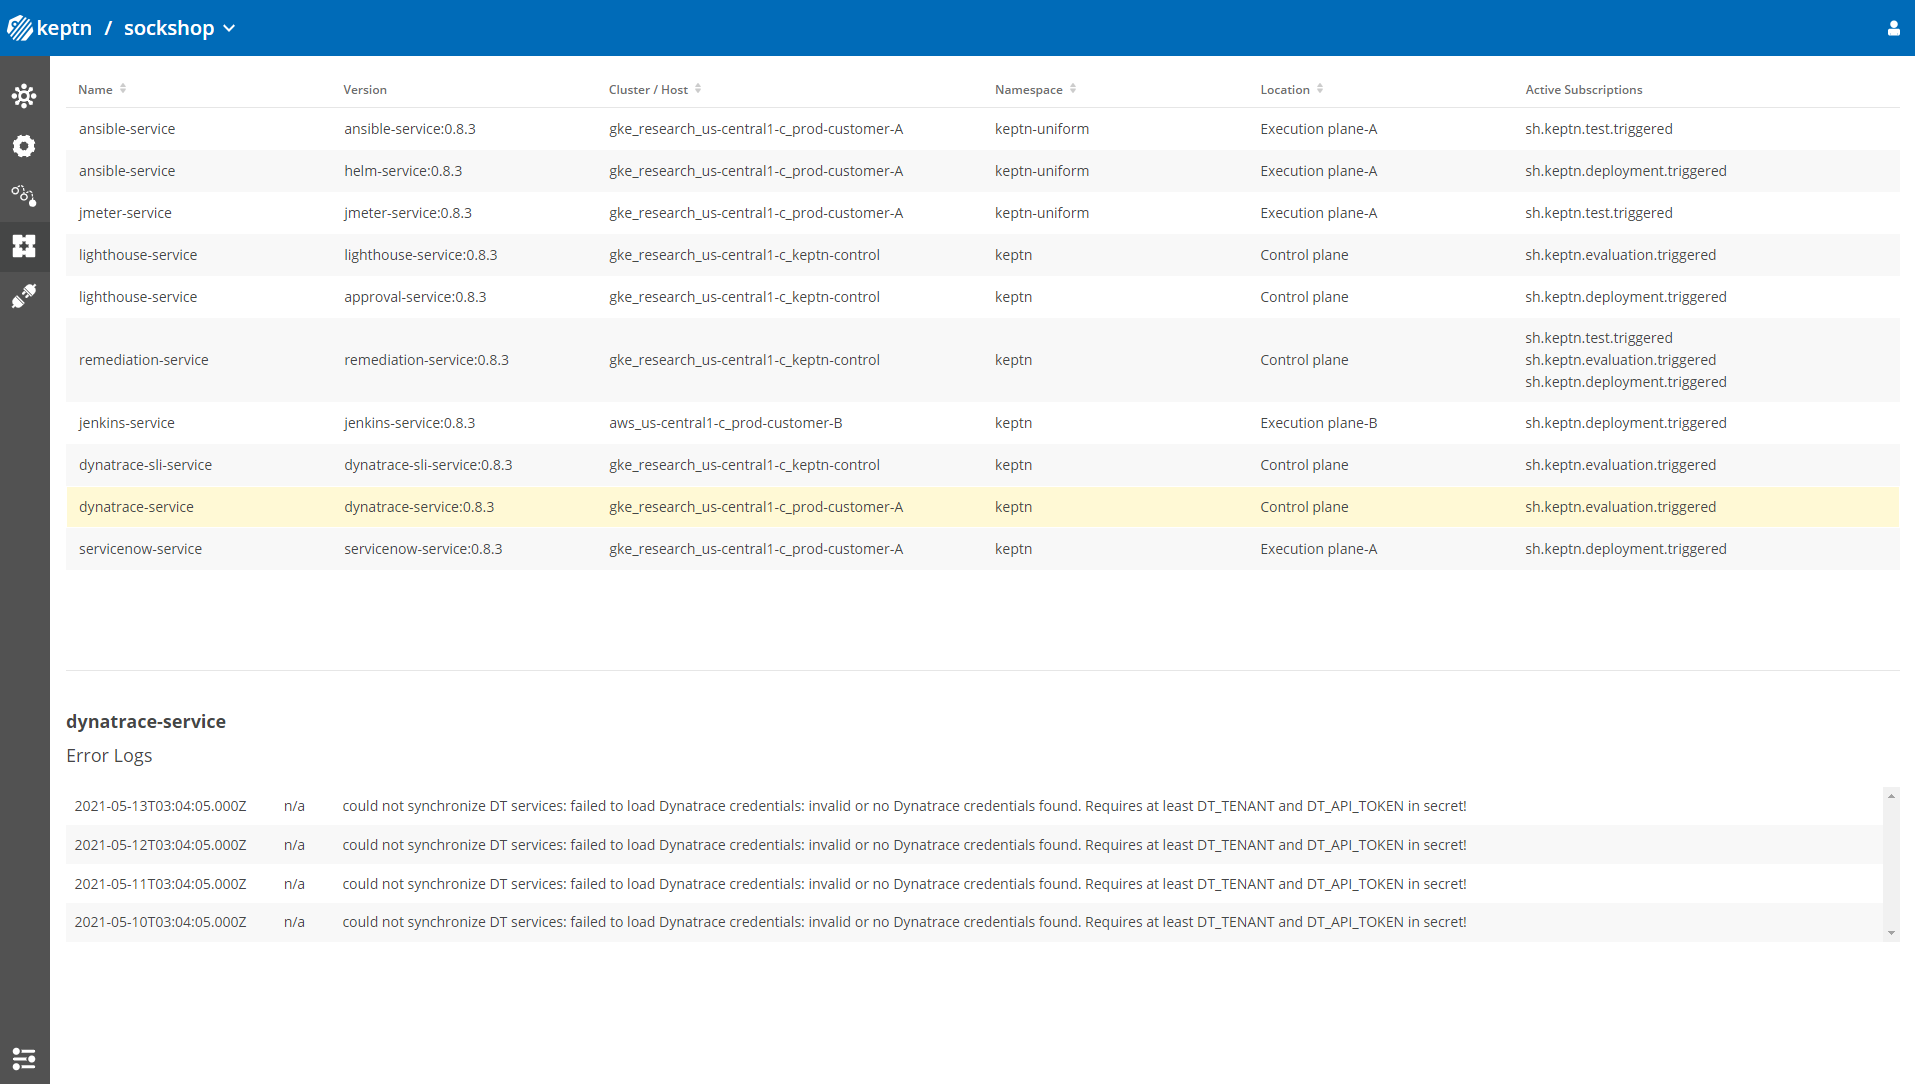 keptn / sockshop
Name Version Cluster / Host Namespace Location Active Subscriptions
ansible-service ansible-service:0.8.3 gke_research_us-central1-c_prod-customer-A keptn-uniform Execution plane-A sh.keptn.test.triggered
ansible-service helm-service:0.8.3 gke_research_us-central1-c_prod-customer-A keptn-uniform Execution plane-A sh.keptn.deployment.triggered
jmeter-service jmeter-service:0.8.3 gke_research_us-central1-c_prod-customer-A keptn-uniform Execution plane-A sh.keptn.test.triggered
lighthouse-service lighthouse-service:0.8.3 gke_research_us-central1-c_keptn-control keptn Control plane sh.keptn.evaluation.triggered
lighthouse-service approval-service:0.8.3 gke_research_us-central1-c_keptn-control keptn Control plane sh.keptn.deployment.triggered
sh.keptn.test.triggered
remediation-service remediation-service:0.8.3 gke_research_us-central1-c_keptn-control keptn Control plane sh.keptn.evaluation.triggered
sh.keptn.deployment.triggered
jenkins-service jenkins-service:0.8.3 aws_us-central1-c_prod-customer-B keptn Execution plane-B sh.keptn.deployment.triggered
dynatrace-sli-service dynatrace-sli-service:0.8.3 gke_research_us-central1-c_keptn-control keptn Control plane sh.keptn.evaluation.triggered
dynatrace-service dynatrace-service:0.8.3 gke_research_us-central1-c_prod-customer-A keptn Control plane sh.keptn.evaluation.triggered
servicenow-service servicenow-service:0.8.3 gke_research_us-central1-c_prod-customer-A keptn Execution plane-A sh.keptn.deployment.triggered
dynatrace-service
Error Logs
2021-05-13T03:04:05.000Z n/a could not synchronize DT services: failed to load Dynatrace credentials: invalid or no Dynatrace credentials found. Requires at least DT_TENANT and DT_API_TOKEN in secret!
2021-05-12T03:04:05.000Z n/a could not synchronize DT services: failed to load Dynatrace credentials: invalid or no Dynatrace credentials found. Requires at least DT_TENANT and DT_API_TOKEN in secret!
2021-05-11T03:04:05.000Z n/a could not synchronize DT services: failed to load Dynatrace credentials: invalid or no Dynatrace credentials found. Requires at least DT_TENANT and DT_API_TOKEN in secret!
2021-05-10T03:04:05.000Z n/a could not synchronize DT services: failed to load Dynatrace credentials: invalid or no Dynatrace credentials found. Requires at least DT_TENANT and DT_API_TOKEN in secret!